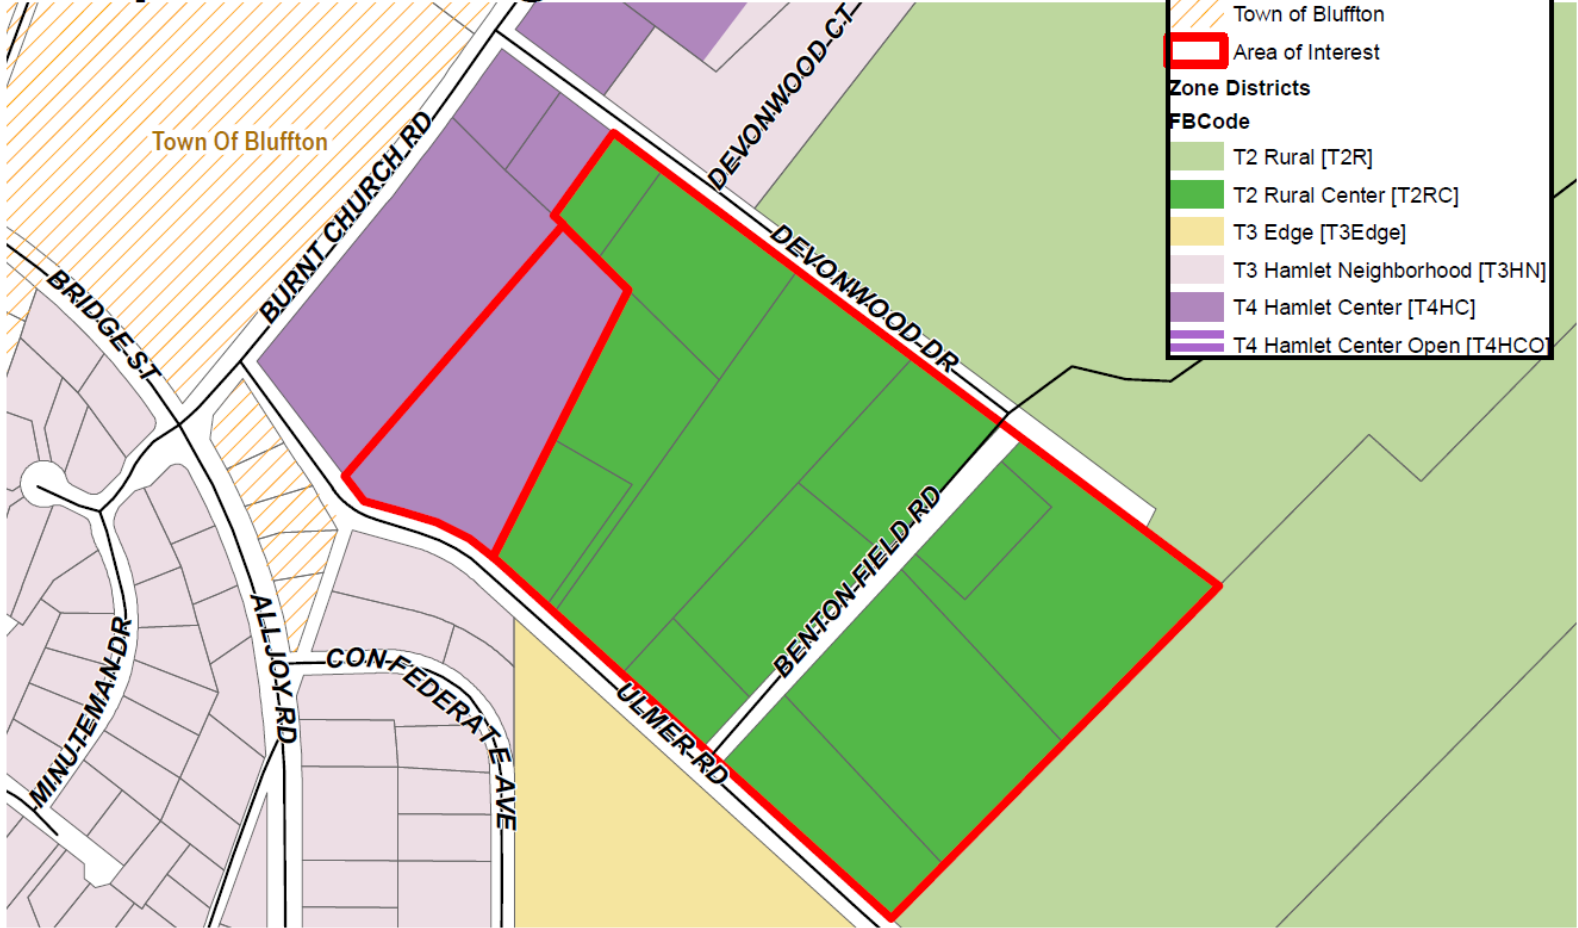 Town of Bluffton
Area of Interest
Zone Districts
FBCode
T2 Rural [T2R]
T2 Rural Center [T2RC]
T3 Edge [T3Edge]
T3 Hamlet Neighborhood [T3HN]
T4 Hamlet Center [T4HC]
T4 Hamlet Center Open [T4HCO]
Town Of Bluffton
BURNT CHURCH RD
DEVONWOOD CT
DEVONWOOD DR
BRIDGE ST
BENTON FIELD RD
ULMER RD
ALLJOY RD
CONFEDERATE AVE
MINUTEMAN DR